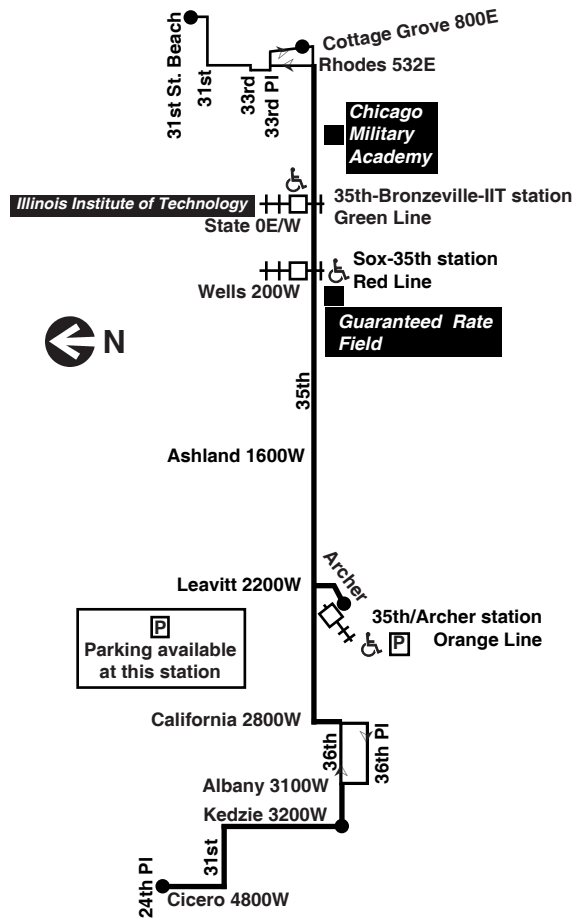 Cottage Grove 800E
Rhodes 532E
31st St. Beach
31st
33rd
33rd Pl
Chicago
Military
Academy
Illinois Institute of Technology
35th-Bronzeville-IIT station
Green Line
State 0E/W
Sox-35th station
Red Line
Wells 200W
Guaranteed Rate
Field
N
35th
Ashland 1600W
Leavitt 2200W
Archer
35th/Archer station
Orange Line
P
P
Parking available
at this station
California 2800W
36th
36th Pl
Albany 3100W
Kedzie 3200W
31st
24th Pl
Cicero 4800W